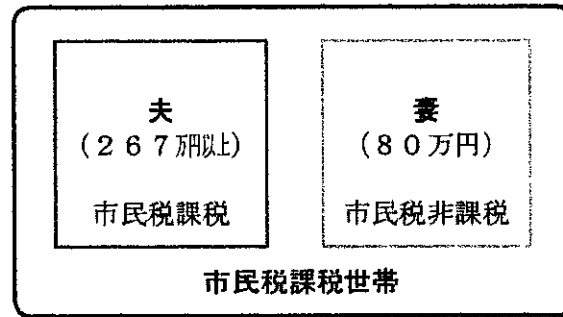 夫
(267万円以上)
市民税課税
妻
(80万円)
市民税非課税
市民税課税世帯